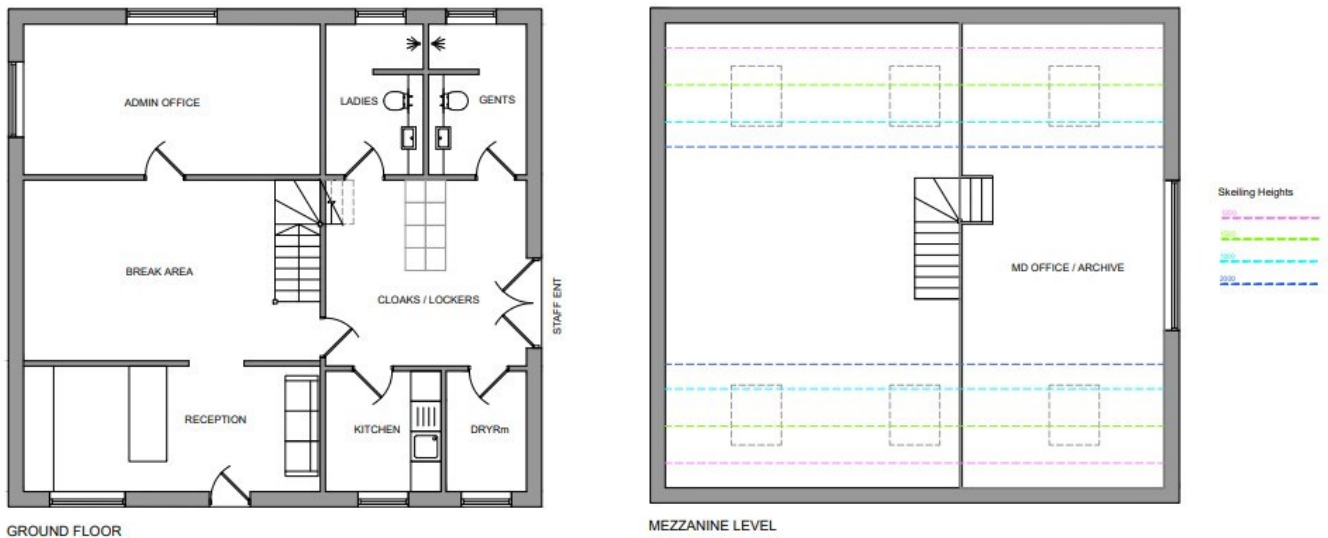 ADMIN OFFICE
LADIES
GENTS
BREAK AREA
CLOAKS / LOCKERS
STAFF ENT
RECEPTION
KITCHEN
DRYRm
GROUND FLOOR
MD OFFICE / ARCHIVE
MEZZANINE LEVEL
Skeiling Heights
2000